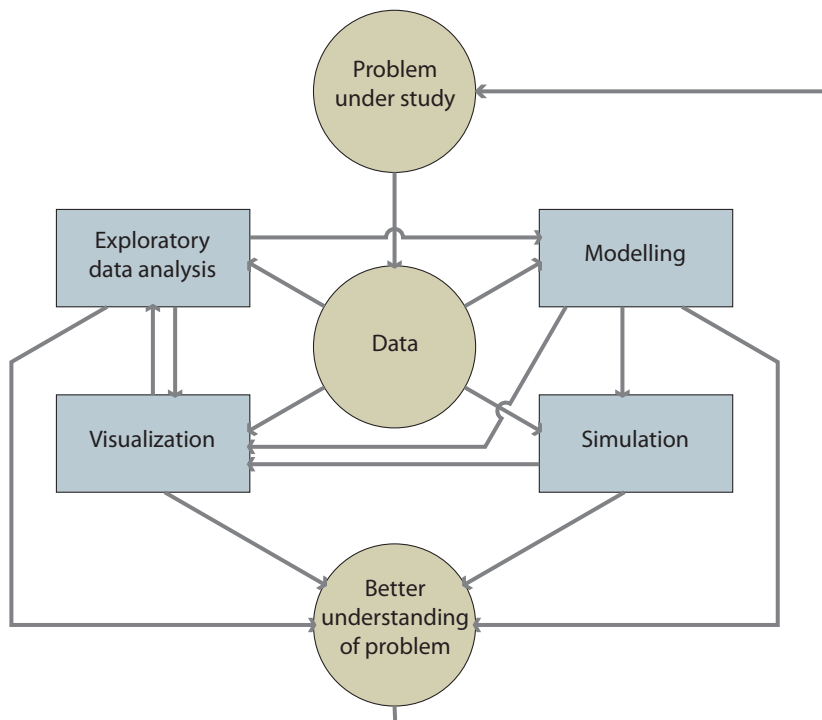 Problem
under study
Exploratory
data analysis
Modelling
Data
Visualization
Simulation
Better
understanding
of problem